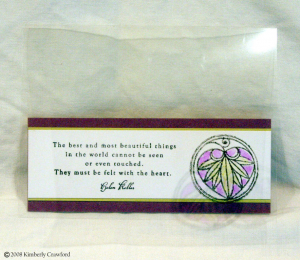 The best and most beautiful things
in the world cannot be seen
or even touched.
They must be felt with the heart.
Helen Keller
©2008 Kimberly Crawford